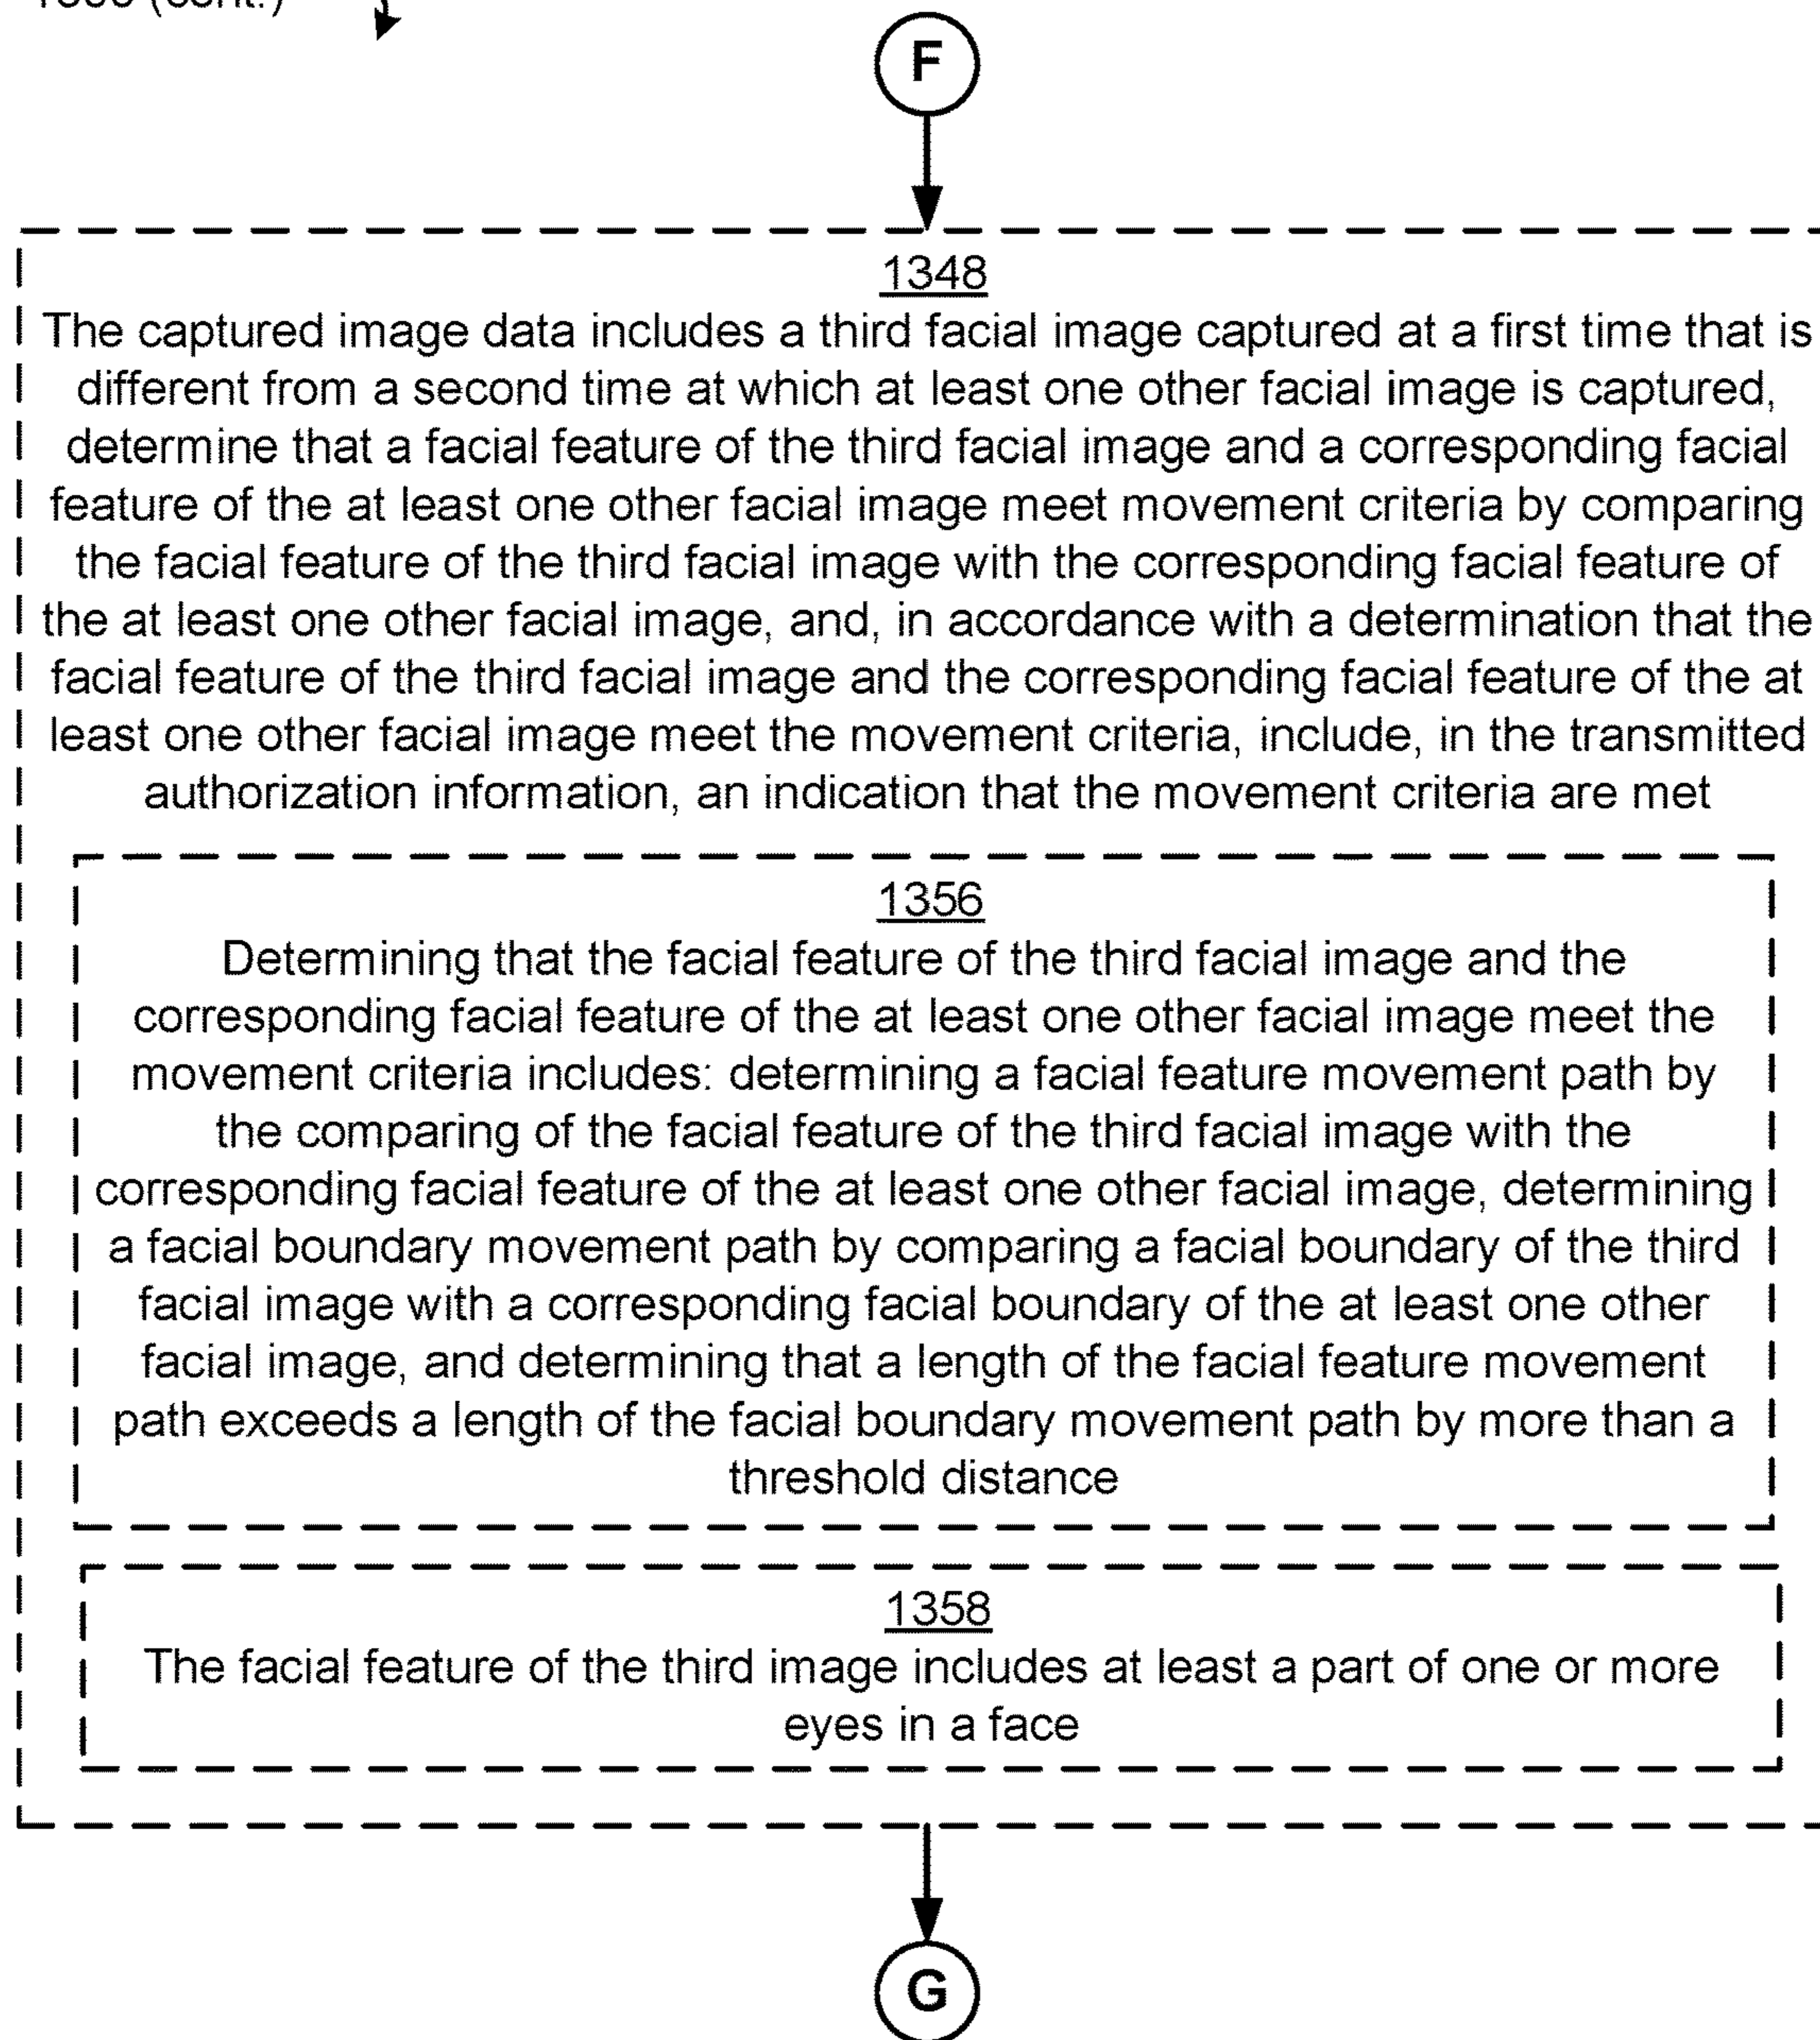 (cont.)
F
1348
The captured image data includes a third facial image captured at a first time that is
different from a second time at which at least one other facial image is captured,
determine that a facial feature of the third facial image and a corresponding facial
feature of the at least one other facial image meet movement criteria by comparing
the facial feature of the third facial image with the corresponding facial feature of
the at least one other facial image, and, in accordance with a determination that the
facial feature of the third facial image and the corresponding facial feature of the at
least one other facial image meet the movement criteria, include, in the transmitted
authorization information, an indication that the movement criteria are met
1356
Determining that the facial feature of the third facial image and the
corresponding facial feature of the at least one other facial image meet the
movement criteria includes: determining a facial feature movement path by
the comparing of the facial feature of the third facial image with the
corresponding facial feature of the at least one other facial image, determining
a facial boundary movement path by comparing a facial boundary of the third
facial image with a corresponding facial boundary of the at least one other
facial image, and determining that a length of the facial feature movement
path exceeds a length of the facial boundary movement path by more than a
threshold distance
1358
The facial feature of the third image includes at least a part of one or more
eyes in a face
G